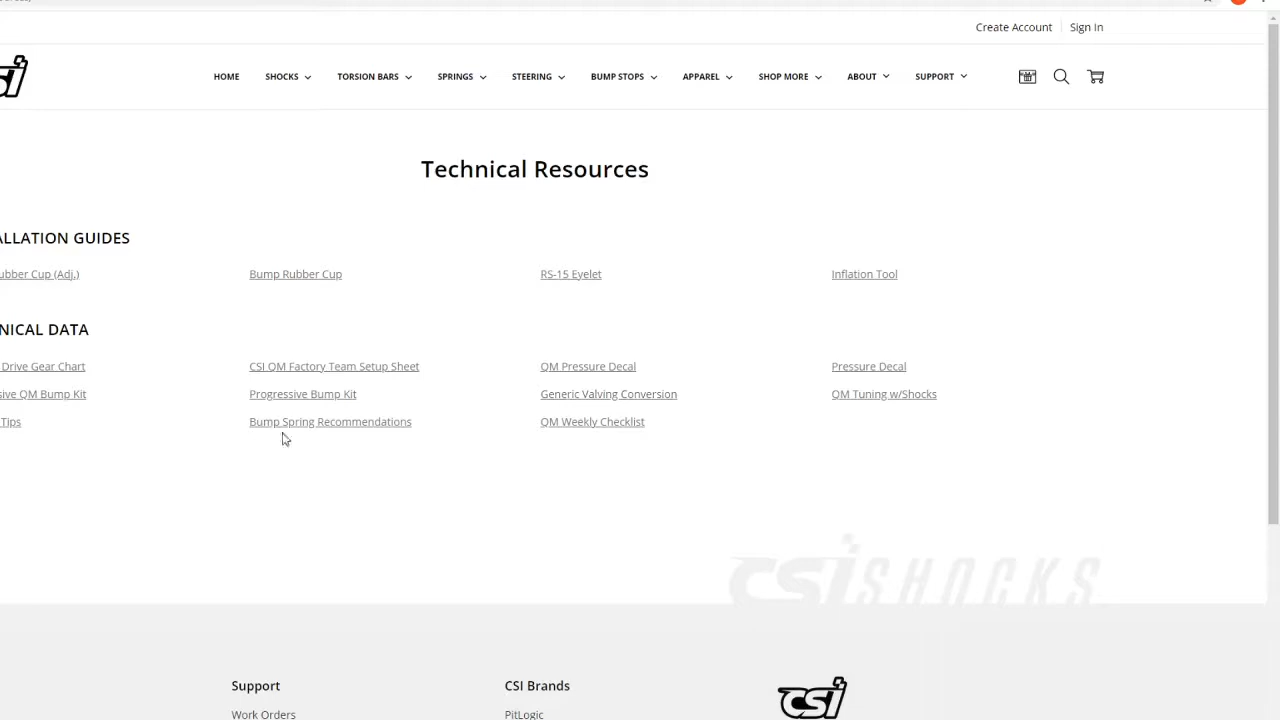 Create Account Sign In
HOME SHOCKS TORSION BARS SPRINGS STEERING BUMP STOPS APPAREL SHOP MORE ABOUT SUPPORT
Technical Resources
ALLATION GUIDES
ubber Cup (Adj.) Bump Rubber Cup RS-15 Eyelet Inflation Tool
NICAL DATA
Drive Gear Chart CSI QM Factory Team Setup Sheet QM Pressure Decal Pressure Decal
sive QM Bump Kit Progressive Bump Kit Generic Valving Conversion QM Tuning w/Shocks
Tips Bump Spring Recommendations QM Weekly Checklist
CSI SHOCKS
Support CSI Brands CSI
Work Orders PitLogic